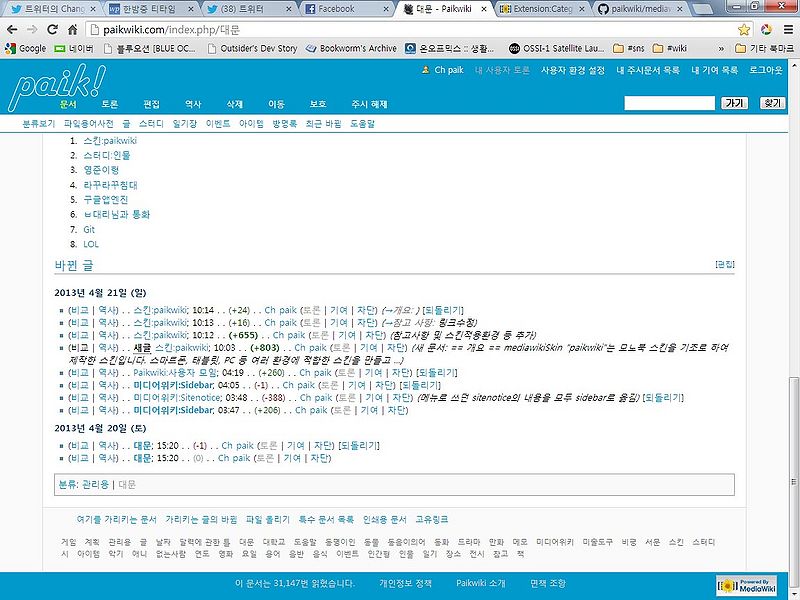 트위터의 Chang 한밤중 티타임 (38) 트위터 Facebook 대문 - Paikwiki Extension:Categ paikwiki/mediaw
paikwiki.com/index.php/대문
Google 네이버 블루오션 [BLUE OC... Outsider's Dev Story Bookworm's Archive 온오프믹스 :: 생활... OSSI-1 Satellite Lau... #sns #wiki » 기타 북마크
paik!
Ch paik 내 사용자 토론 사용자 환경 설정 내 주시문서 목록 내 기여 목록 로그아웃
문서 토론 편집 역사 삭제 이동 보호 주시 해제 가기 찾기
분류보기 파잌용어사전 글 스터디 일기장 이벤트 아이템 방명록 최근 바뀜 도움말
1. 스킨:paikwiki
2. 스터디:인물
3. 영준이형
4. 라꾸라꾸침대
5. 구글앱엔진
6. ㅂ대리님과 통화
7. Git
8. LOL
바뀐 글 [편집]
2013년 4월 21일 (일)
(비교 | 역사) . . 스킨:paikwiki; 10:14 . . (+24) . . Ch paik (토론 | 기여 | 차단) (→개요: ) [되돌리기]
(비교 | 역사) . . 스킨:paikwiki; 10:13 . . (+16) . . Ch paik (토론 | 기여 | 차단) (→참고 사항: 링크수정)
(비교 | 역사) . . 스킨:paikwiki; 10:12 . . (+655) . . Ch paik (토론 | 기여 | 차단) (참고사항 및 스킨적용환경 등 추가)
(비교 | 역사) . . 새글 스킨:paikwiki; 10:03 . . (+803) . . Ch paik (토론 | 기여 | 차단) (새 문서: == 개요 == mediawikiSkin "paikwiki"는 모노북 스킨을 기조로 하여
제작한 스킨입니다. 스마트폰, 태블릿, PC 등 여러 환경에 적합한 스킨을 만들고 ...)
(비교 | 역사) . . Paikwiki:사용자 모임; 04:19 . . (+260) . . Ch paik (토론 | 기여 | 차단) [되돌리기]
(비교 | 역사) . . 미디어위키:Sidebar; 04:05 . . (-1) . . Ch paik (토론 | 기여 | 차단) [되돌리기]
(비교 | 역사) . . 미디어위키:Sitenotice; 03:48 . . (-388) . . Ch paik (토론 | 기여 | 차단) (메뉴로 쓰던 sitenotice의 내용을 모두 sidebar로 옮김) [되돌리기]
(비교 | 역사) . . 미디어위키:Sidebar; 03:47 . . (+206) . . Ch paik (토론 | 기여 | 차단)
2013년 4월 20일 (토)
(비교 | 역사) . . 대문; 15:20 . . (-1) . . Ch paik (토론 | 기여 | 차단) [되돌리기]
(비교 | 역사) . . 대문; 15:20 . . (0) . . Ch paik (토론 | 기여 | 차단)
분류: 관리용 | 대문
여기를 가리키는 문서 가리키는 글의 바뀜 파일 올리기 특수 문서 목록 인쇄용 문서 고유링크
게임 계획 관리용 글 날짜 달력에 관한 틀 대문 대학교 도움말 동명이인 동물 동음이의어 동화 드라마 만화 메모 미디어위키 미술도구 비공 서문 스킨 스터디
시 아이템 악기 애니 없는사람 연도 영화 요일 용어 음반 음식 이벤트 인간형 인물 일기 장소 전시 참고 책
이 문서는 31,147번 읽혔습니다. 개인정보 정책 Paikwiki 소개 면책 조항 Powered By MediaWiki